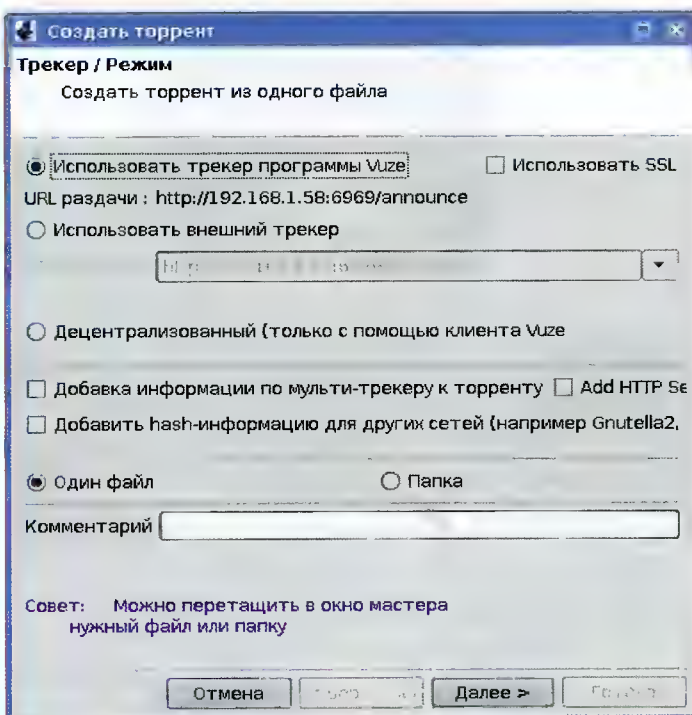 Создать торрент
Трекер / Режим
Создать торрент из одного файла
Использовать трекер программы Vuze Использовать SSL
URL раздачи : http://192.168.1.58:6969/announce
Использовать внешний трекер
Децентрализованный (только с помощью клиента Vuze
Добавка информации по мульти-трекеру к торренту Add HTTP Se
Добавить hash-информацию для других сетей (например Gnutella2,
Один файл Папка
Комментарий
Совет: Можно перетащить в окно мастера
нужный файл или папку
Отмена Далее >